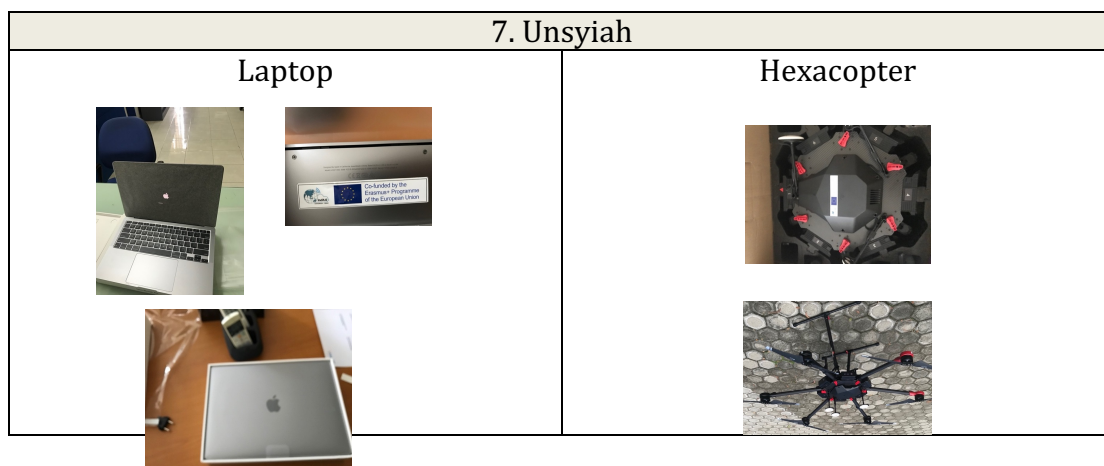 7. Unsyiah
Laptop
Hexacopter
Co-funded by the
Erasmus+ Programme
of the European Union